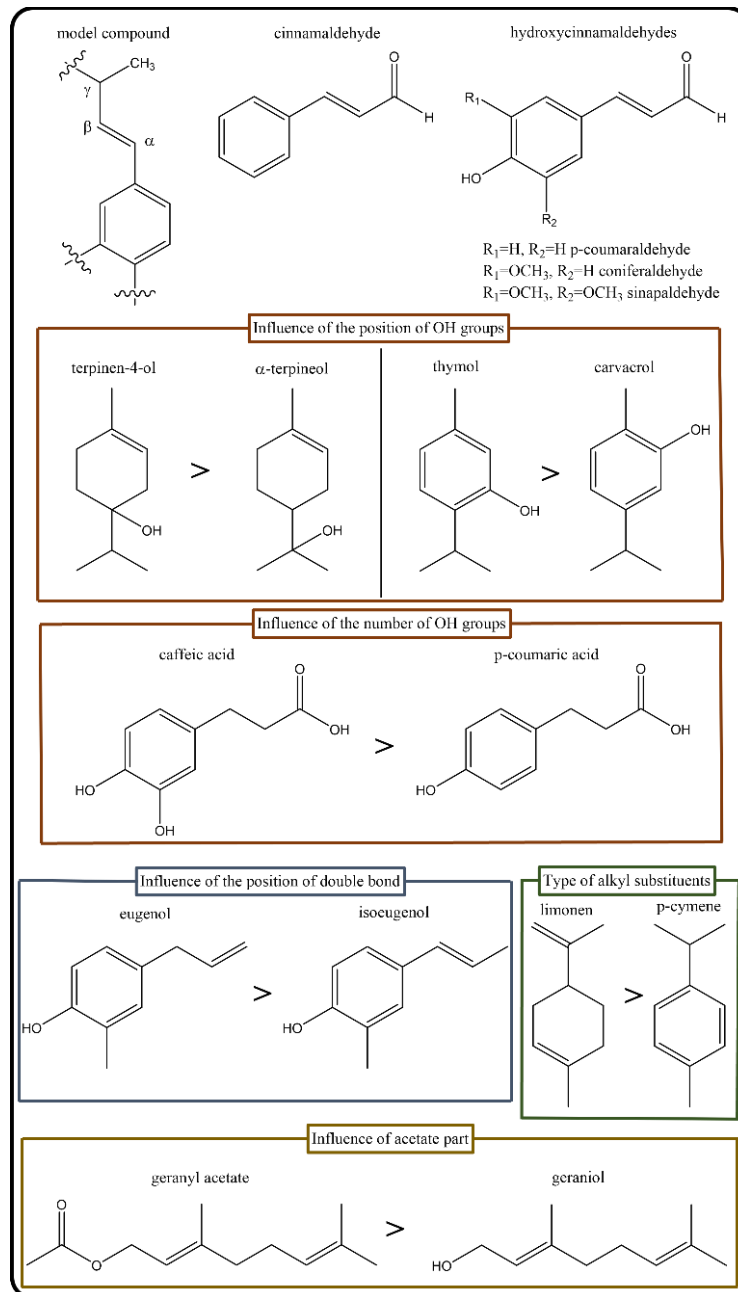 model compound
cinnamaldehyde
hydroxycinnamaldehydes
CH3
γ
β
α
O
H
R1
O
H
HO
R2
R1=H, R2=H p-coumaraldehyde
R1=OCH3, R2=H coniferaldehyde
R1=OCH3, R2=OCH3 sinapaldehyde
Influence of the position of OH groups
terpinen-4-ol
α-terpineol
thymol
carvacrol
OH
>
OH
OH
>
OH
Influence of the number of OH groups
caffeic acid
p-coumaric acid
O
OH
HO
OH
>
O
OH
HO
Influence of the position of double bond
eugenol
isoeugenol
HO
>
HO
Type of alkyl substituents
limonen
p-cymene
>
Influence of acetate part
geranyl acetate
geraniol
O
O
>
HO